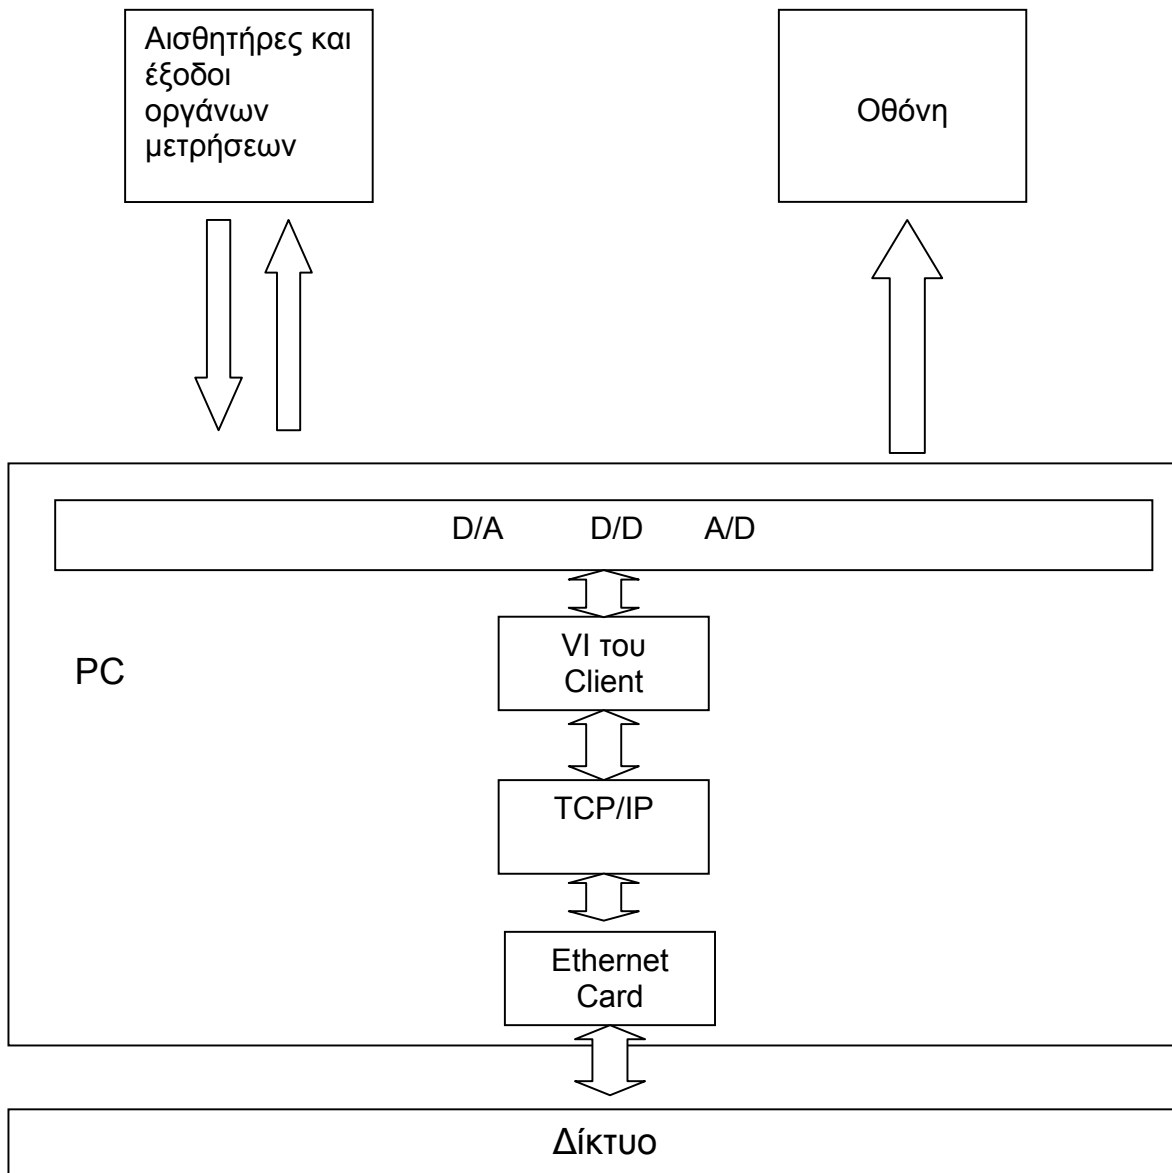 Αισθητήρες και
έξοδοι
οργάνων
μετρήσεων
Οθόνη
D/A D/D A/D
VI του
Client
PC
TCP/IP
Ethernet
Card
Δίκτυο